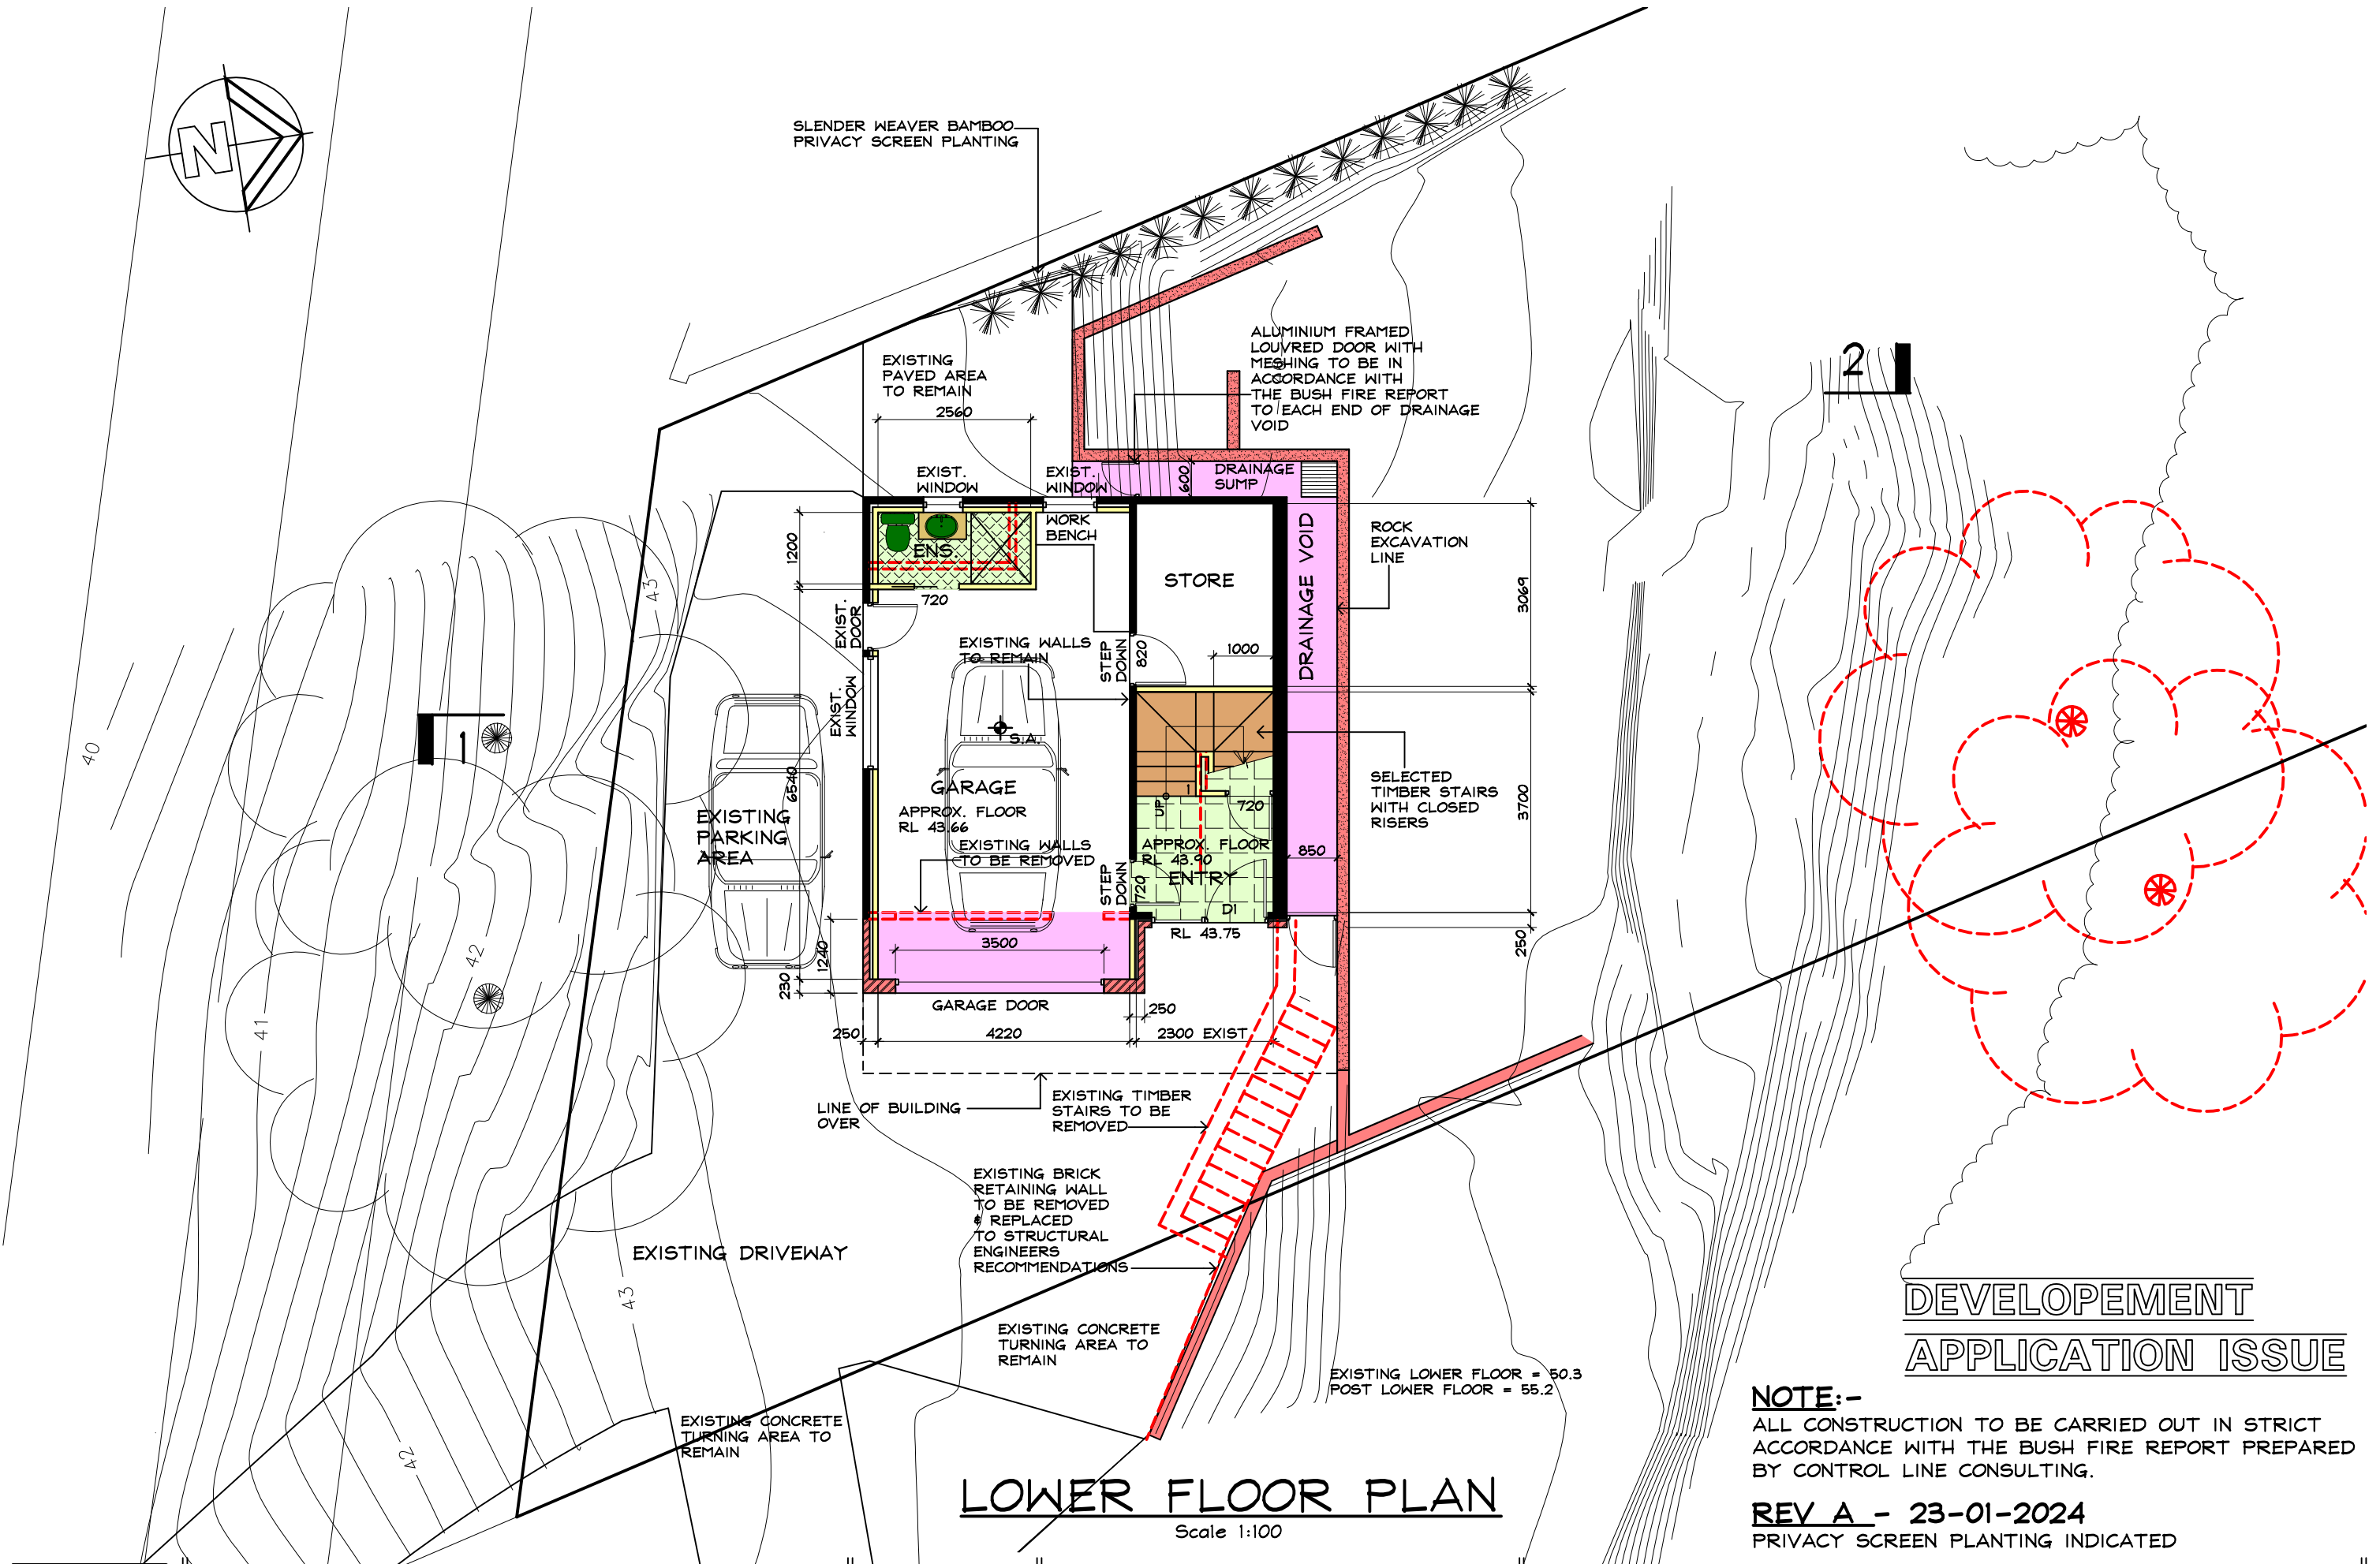 N
SLENDER WEAVER BAMBOO
PRIVACY SCREEN PLANTING
EXISTING
PAVED AREA
TO REMAIN
2560
ALUMINIUM FRAMED
LOUVRED DOOR WITH
MESHING TO BE IN
ACCORDANCE WITH
THE BUSH FIRE REPORT
TO EACH END OF DRAINAGE
VOID
2
EXIST.
WINDOW
EXIST.
WINDOW
600
DRAINAGE
SUMP
WORK
BENCH
ENS.
1200
720
STORE
DRAINAGE VOID
ROCK
EXCAVATION
LINE
3069
43
EXIST.
DOOR
EXISTING WALLS
TO REMAIN
STEP
DOWN
820
1000
EXIST.
WINDOW
1
40
S.A.
6540
GARAGE
APPROX. FLOOR
RL 43.66
EXISTING
PARKING
AREA
EXISTING WALLS
TO BE REMOVED
UP
1
720
SELECTED
TIMBER STAIRS
WITH CLOSED
RISERS
3700
APPROX. FLOOR
RL 43.90
ENTRY
850
STEP
DOWN
720
D1
RL 43.75
3500
1240
230
250
42
41
GARAGE DOOR
250
250
4220
2300 EXIST
LINE OF BUILDING
OVER
EXISTING TIMBER
STAIRS TO BE
REMOVED
EXISTING BRICK
RETAINING WALL
TO BE REMOVED
& REPLACED
TO STRUCTURAL
ENGINEERS
RECOMMENDATIONS
EXISTING DRIVEWAY
43
EXISTING CONCRETE
TURNING AREA TO
REMAIN
EXISTING LOWER FLOOR = 50.3
POST LOWER FLOOR = 55.2
EXISTING CONCRETE
TURNING AREA TO
REMAIN
42
LOWER FLOOR PLAN
Scale 1:100
DEVELOPEMENT
APPLICATION ISSUE
NOTE:-
ALL CONSTRUCTION TO BE CARRIED OUT IN STRICT
ACCORDANCE WITH THE BUSH FIRE REPORT PREPARED
BY CONTROL LINE CONSULTING.
REV A - 23-01-2024
PRIVACY SCREEN PLANTING INDICATED